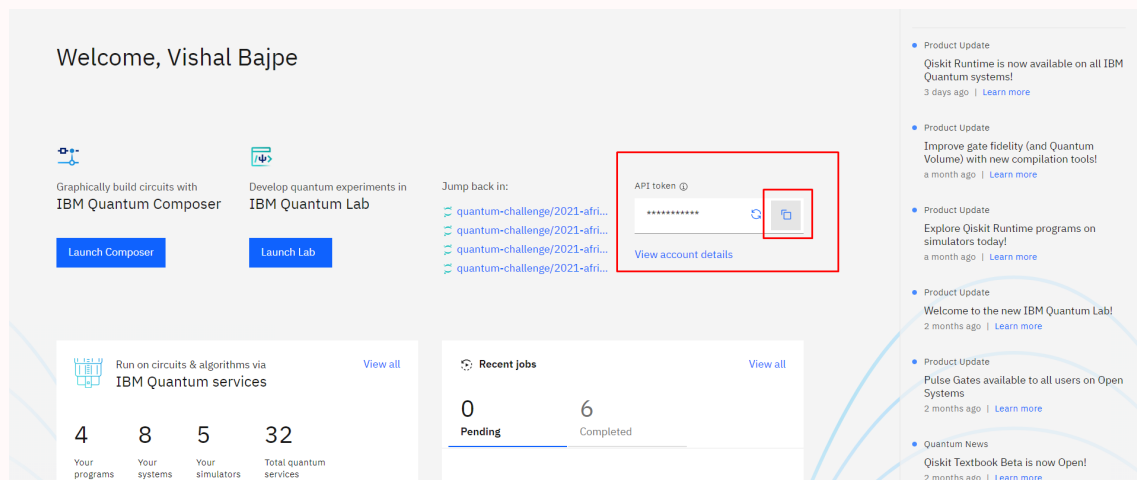 Welcome, Vishal Bajpe
Graphically build circuits with
IBM Quantum Composer
Launch Composer
Develop quantum experiments in
IBM Quantum Lab
Launch Lab
Jump back in:
quantum-challenge/2021-afri...
quantum-challenge/2021-afri...
quantum-challenge/2021-afri...
quantum-challenge/2021-afri...
API token
***********
View account details
Run on circuits & algorithms via
IBM Quantum services
View all
4
Your
programs
8
Your
systems
5
Your
simulators
32
Total quantum
services
Recent jobs
View all
0
Pending
6
Completed
Product Update
Qiskit Runtime is now available on all IBM
Quantum systems!
3 days ago | Learn more
Product Update
Improve gate fidelity (and Quantum
Volume) with new compilation tools!
a month ago | Learn more
Product Update
Explore Qiskit Runtime programs on
simulators today!
a month ago | Learn more
Product Update
Welcome to the new IBM Quantum Lab!
2 months ago | Learn more
Product Update
Pulse Gates available to all users on Open
Systems
2 months ago | Learn more
Quantum News
Qiskit Textbook Beta is now Open!
2 months ago | Learn more